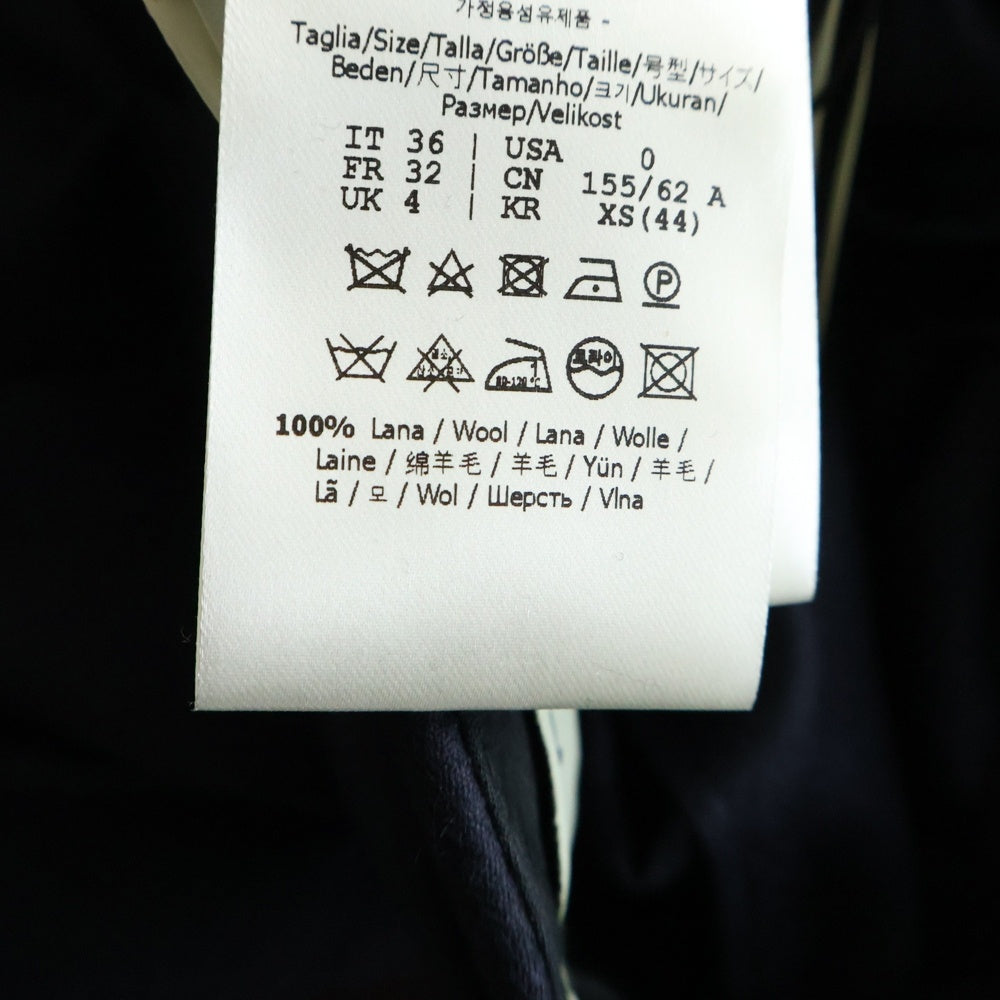 가정용섬유제품 -
Taglia/Size/Talla/Größe/Taille/号型/サイズ/
Beden/尺寸/Tamanho/크기/Ukuran/
Размер/Velikost
IT 36 | USA 0
FR 32 | CN 155/62 A
UK 4 | KR XS(44)
P
드라이
100% Lana / Wool / Lana / Wolle /
Laine / 绵羊毛 / 羊毛 / Yün / 羊毛 /
Lã / 모 / Wol / Шерсть / Vlna